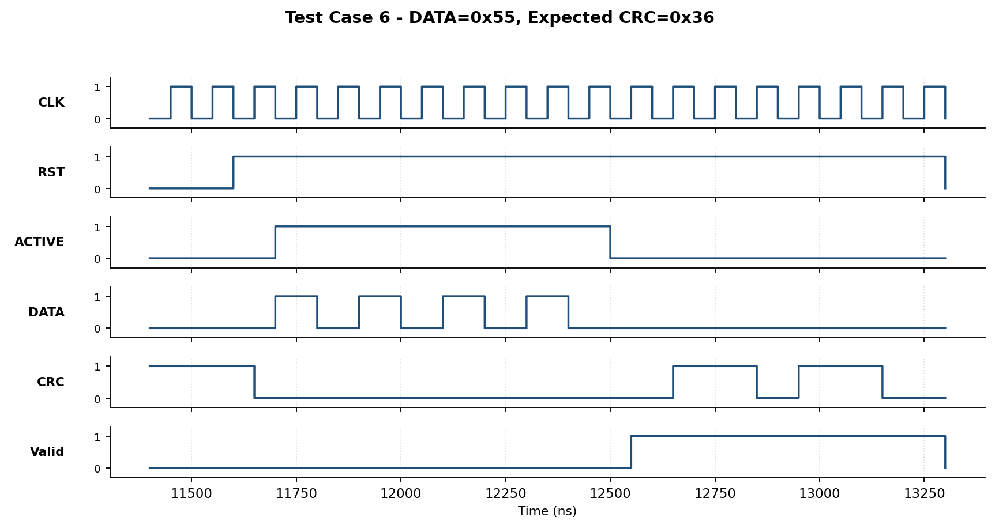 Test Case 6 - DATA=0x55, Expected CRC=0x36
CLK
1
0
RST
1
0
ACTIVE
1
0
DATA
1
0
CRC
1
0
Valid
1
0
11500 11750 12000 12250 12500 12750 13000 13250
Time (ns)